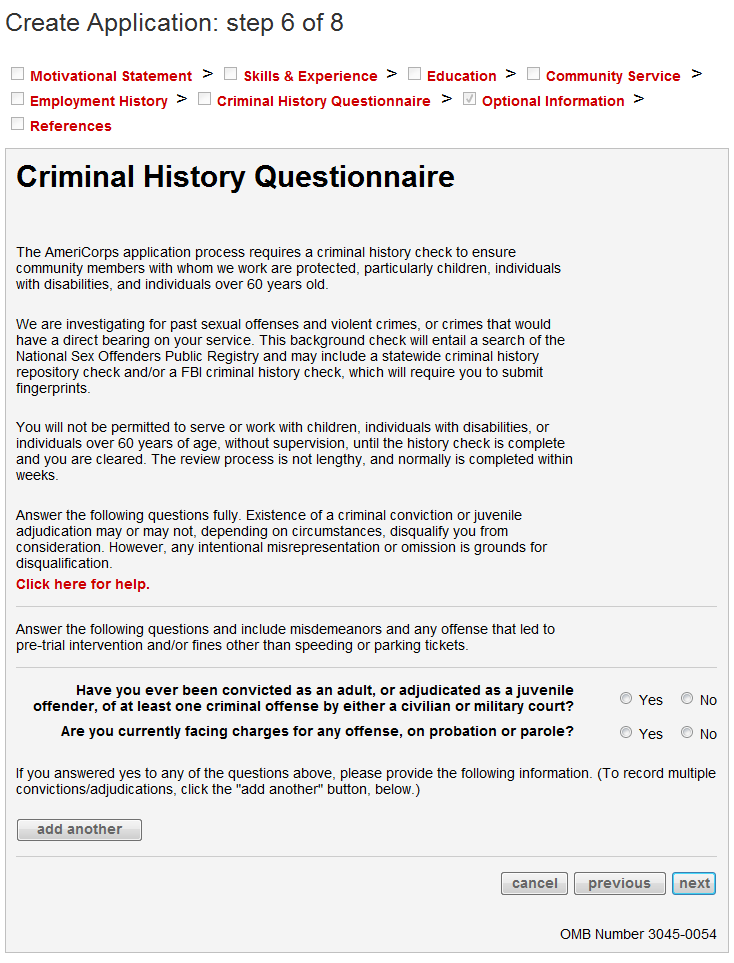 Create Application: step 6 of 8
Motivational Statement > Skills & Experience > Education > Community Service >
Employment History > Criminal History Questionnaire > Optional Information >
References
Criminal History Questionnaire
The AmeriCorps application process requires a criminal history check to ensure
community members with whom we work are protected, particularly children, individuals
with disabilities, and individuals over 60 years old.
We are investigating for past sexual offenses and violent crimes, or crimes that would
have a direct bearing on your service. This background check will entail a search of the
National Sex Offenders Public Registry and may include a statewide criminal history
repository check and/or a FBI criminal history check, which will require you to submit
fingerprints.
You will not be permitted to serve or work with children, individuals with disabilities, or
individuals over 60 years of age, without supervision, until the history check is complete
and you are cleared. The review process is not lengthy, and normally is completed within
weeks.
Answer the following questions fully. Existence of a criminal conviction or juvenile
adjudication may or may not, depending on circumstances, disqualify you from
consideration. However, any intentional misrepresentation or omission is grounds for
disqualification.
Click here for help.
Answer the following questions and include misdemeanors and any offense that led to
pre-trial intervention and/or fines other than speeding or parking tickets.
Have you ever been convicted as an adult, or adjudicated as a juvenile
offender, of at least one criminal offense by either a civilian or military court? Yes No
Are you currently facing charges for any offense, on probation or parole? Yes No
If you answered yes to any of the questions above, please provide the following information. (To record multiple
convictions/adjudications, click the "add another" button, below.)
add another
cancel previous next
OMB Number 3045-0054